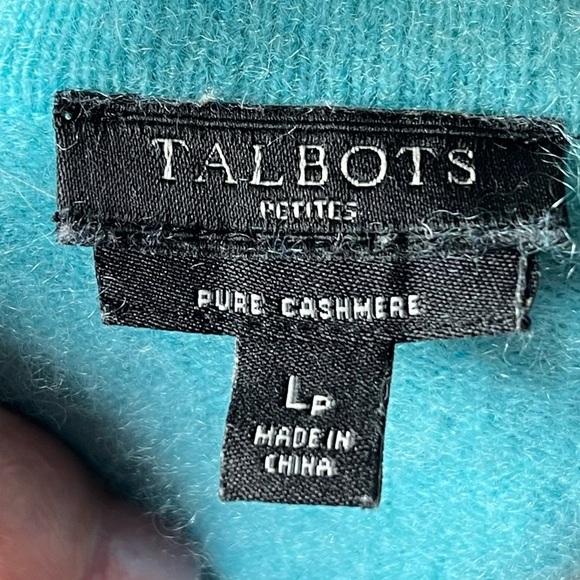 TALBOTS
PETITES
PURE CASHMERE
LP
MADE IN
CHINA